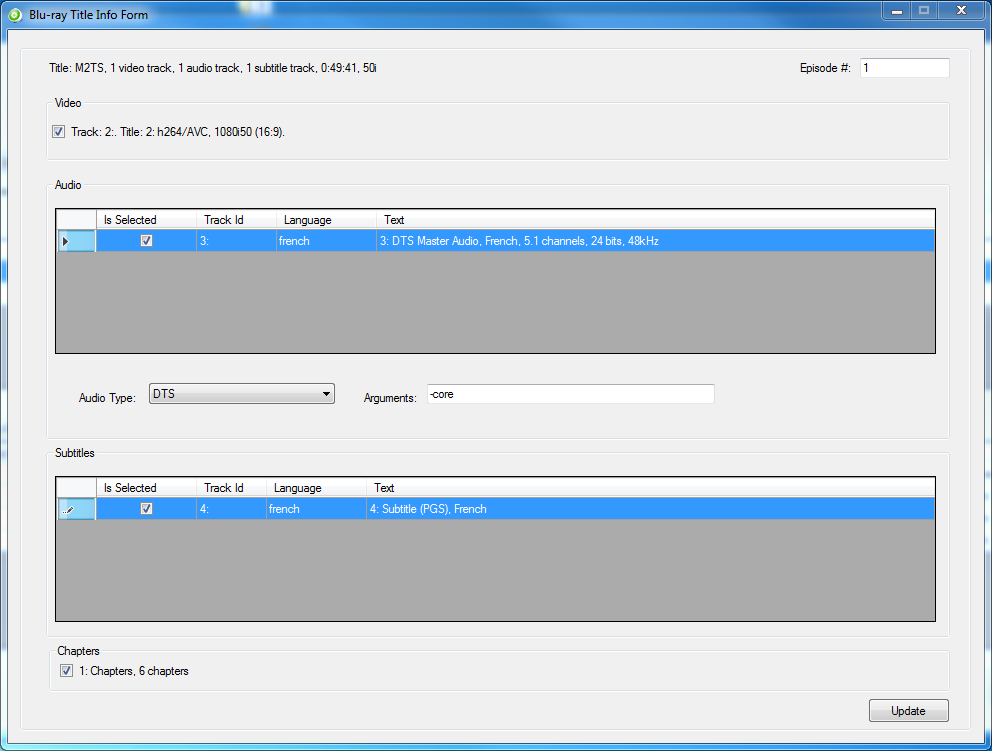 Blu-ray Title Info Form
Title: M2TS, 1 video track, 1 audio track, 1 subtitle track, 0:49:41, 50i
Episode #: 1
Video
Track: 2:. Title: 2: h264/AVC, 1080i50 (16:9).
Audio
Is Selected Track Id Language Text
3: french 3: DTS Master Audio, French, 5.1 channels, 24 bits, 48kHz
Audio Type: DTS Arguments: -core
Subtitles
Is Selected Track Id Language Text
4: french 4: Subtitle (PGS), French
Chapters
1: Chapters, 6 chapters
Update